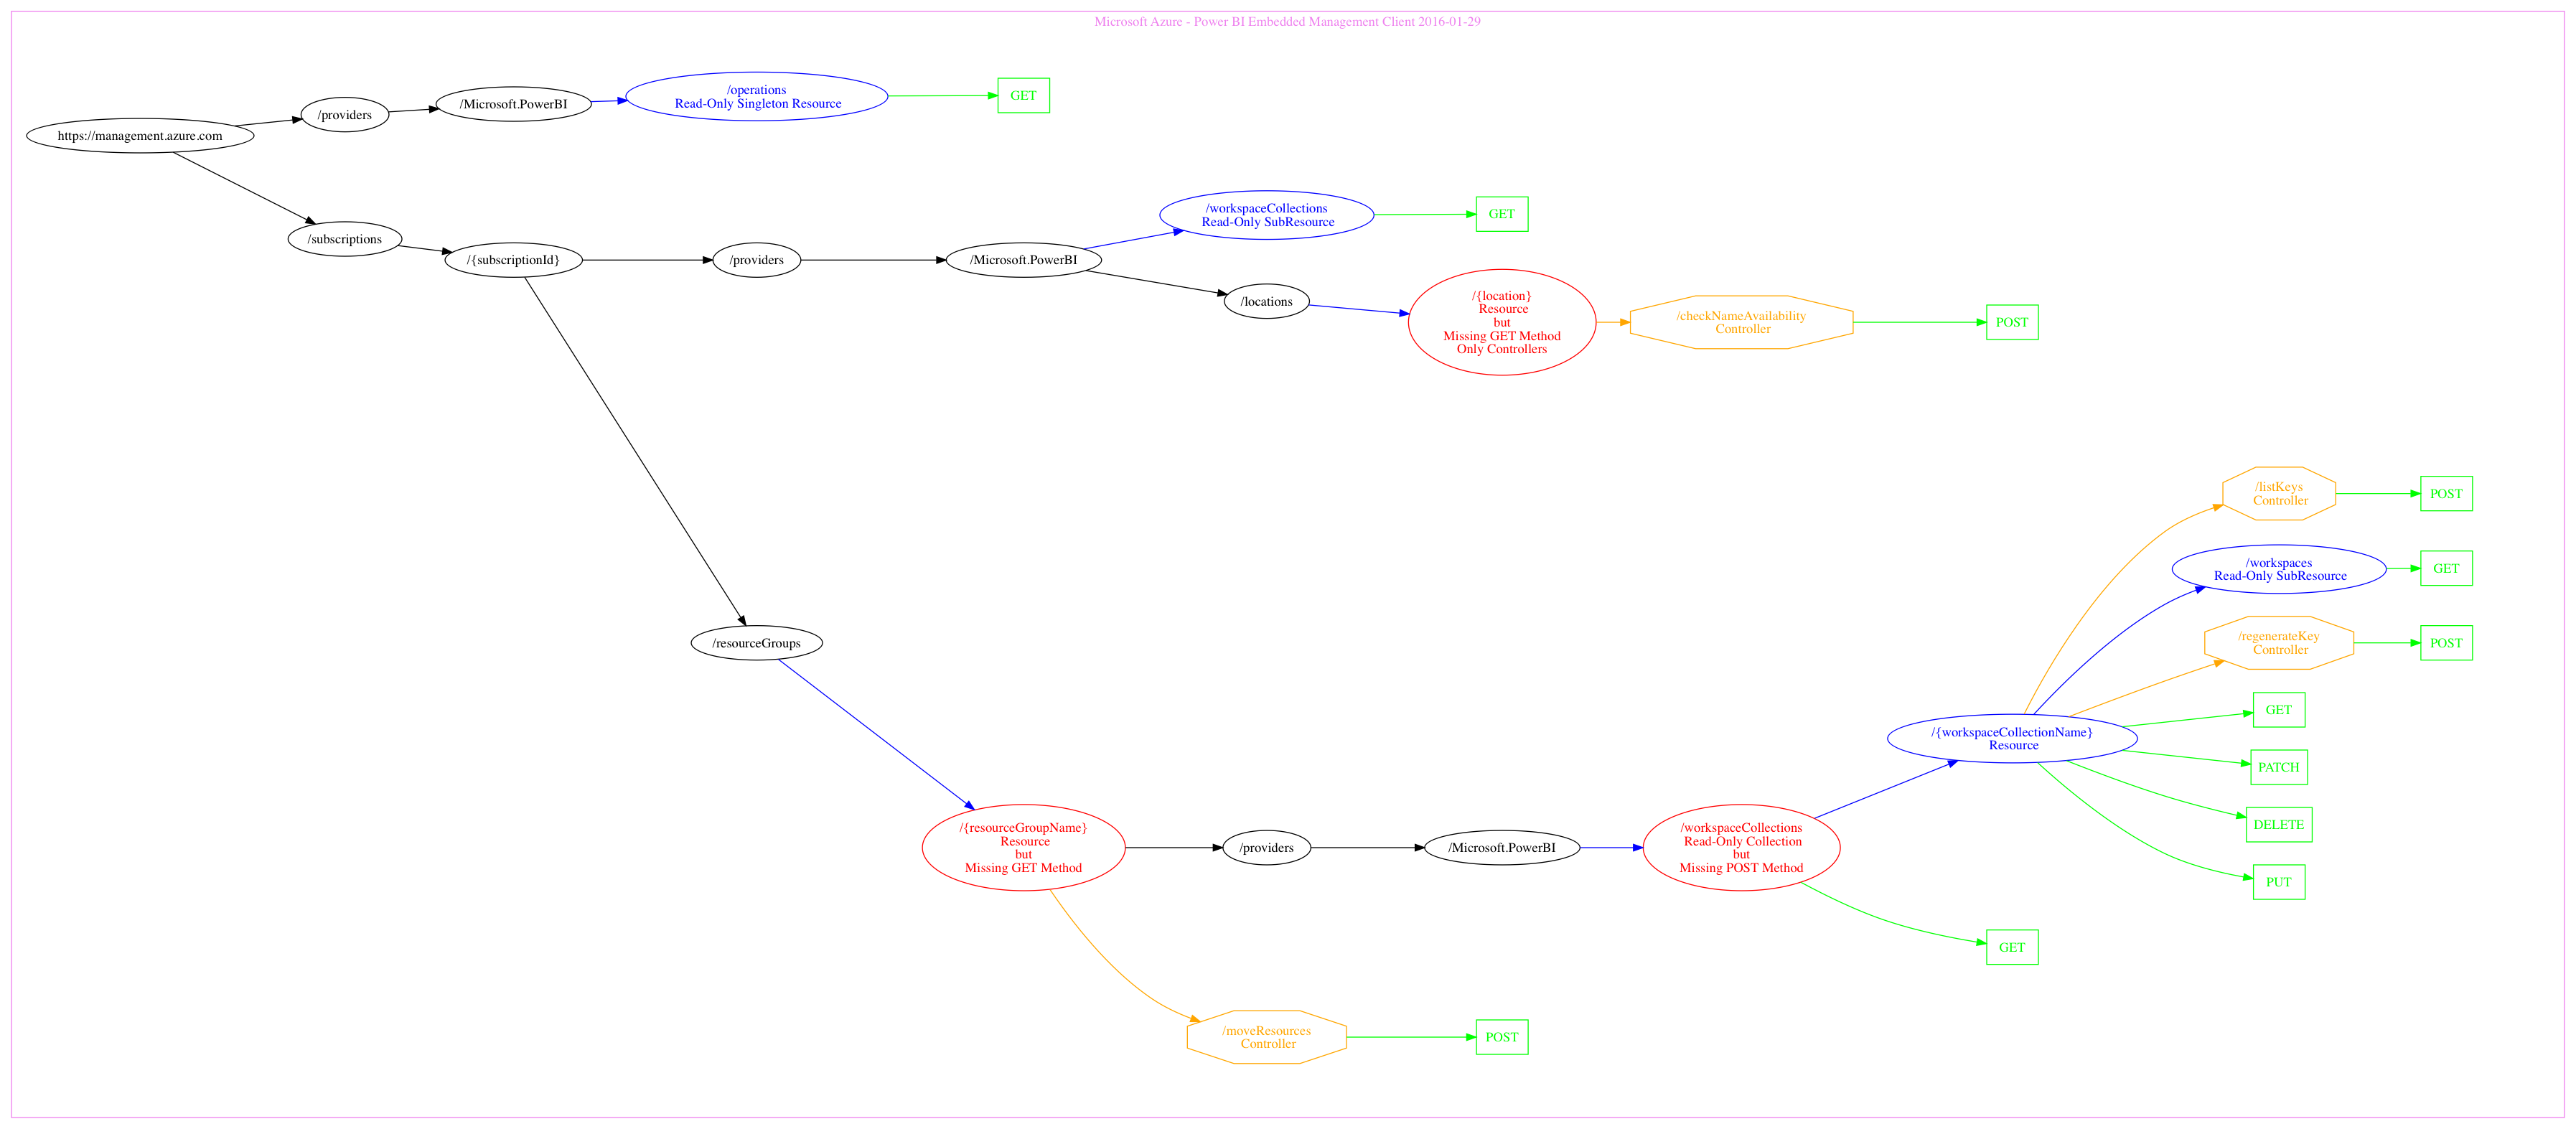 Microsoft Azure - Power BI Embedded Management Client 2016-01-29
https://management.azure.com
/providers
/Microsoft.PowerBI
/operations
Read-Only Singleton Resource
GET
/subscriptions
/{subscriptionId}
/providers
/Microsoft.PowerBI
/workspaceCollections
Read-Only SubResource
GET
/locations
/{location}
Resource
but
Missing GET Method
Only Controllers
/checkNameAvailability
Controller
POST
/resourceGroups
/{resourceGroupName}
Resource
but
Missing GET Method
/providers
/Microsoft.PowerBI
/workspaceCollections
Read-Only Collection
but
Missing POST Method
/{workspaceCollectionName}
Resource
/listKeys
Controller
POST
/workspaces
Read-Only SubResource
GET
/regenerateKey
Controller
POST
GET
PATCH
DELETE
PUT
GET
/moveResources
Controller
POST